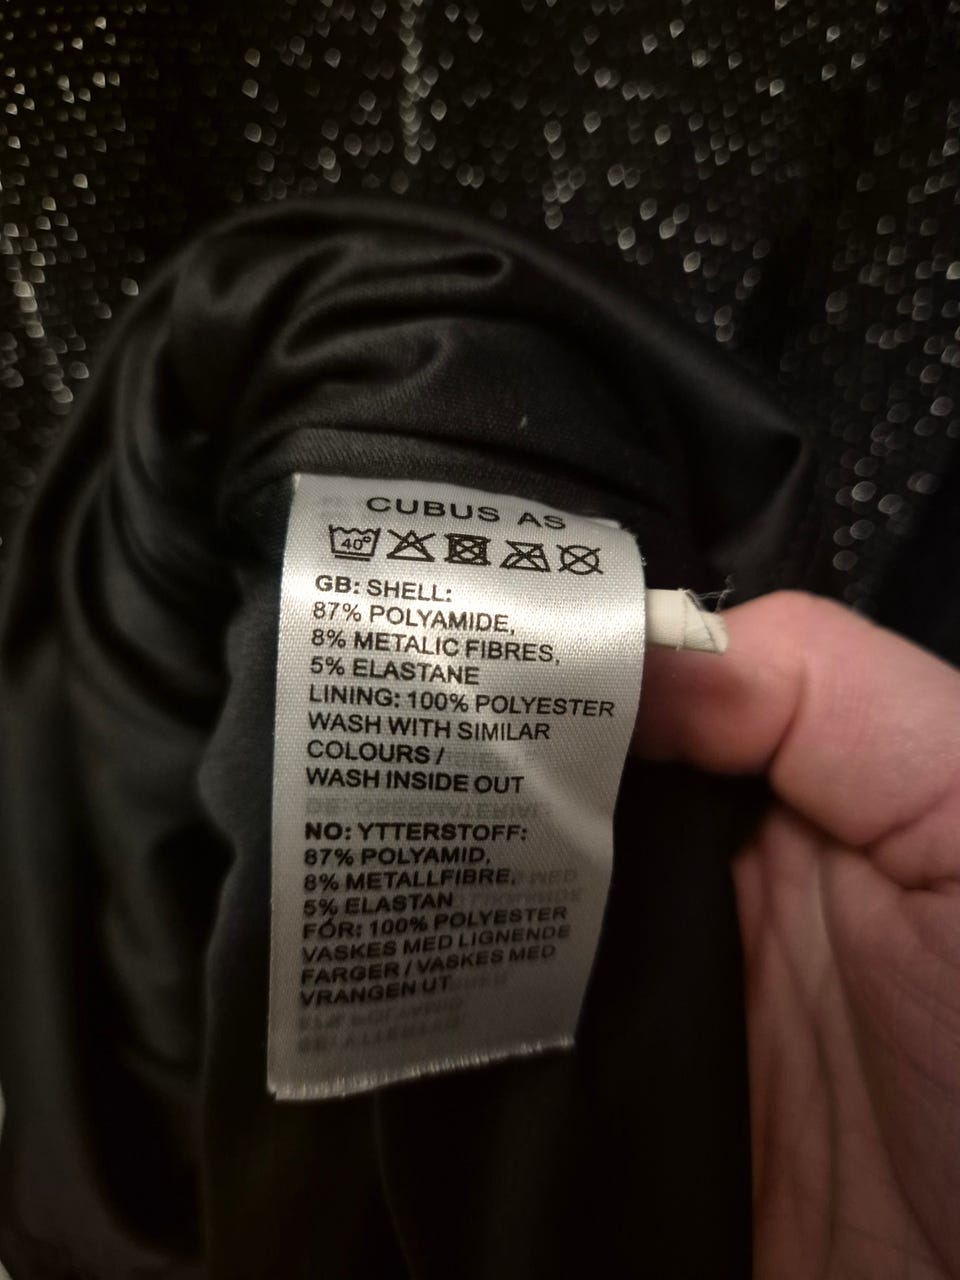 CUBUS AS
40°
GB: SHELL:
87% POLYAMIDE,
8% METALIC FIBRES,
5% ELASTANE
LINING: 100% POLYESTER
WASH WITH SIMILAR
COLOURS /
WASH INSIDE OUT
NO: YTTERSTOFF:
87% POLYAMID,
8% METALLFIBRE,
5% ELASTAN
FÓR: 100% POLYESTER
VASKES MED LIGNENDE
FARGER / VASKES MED
VRANGEN UT